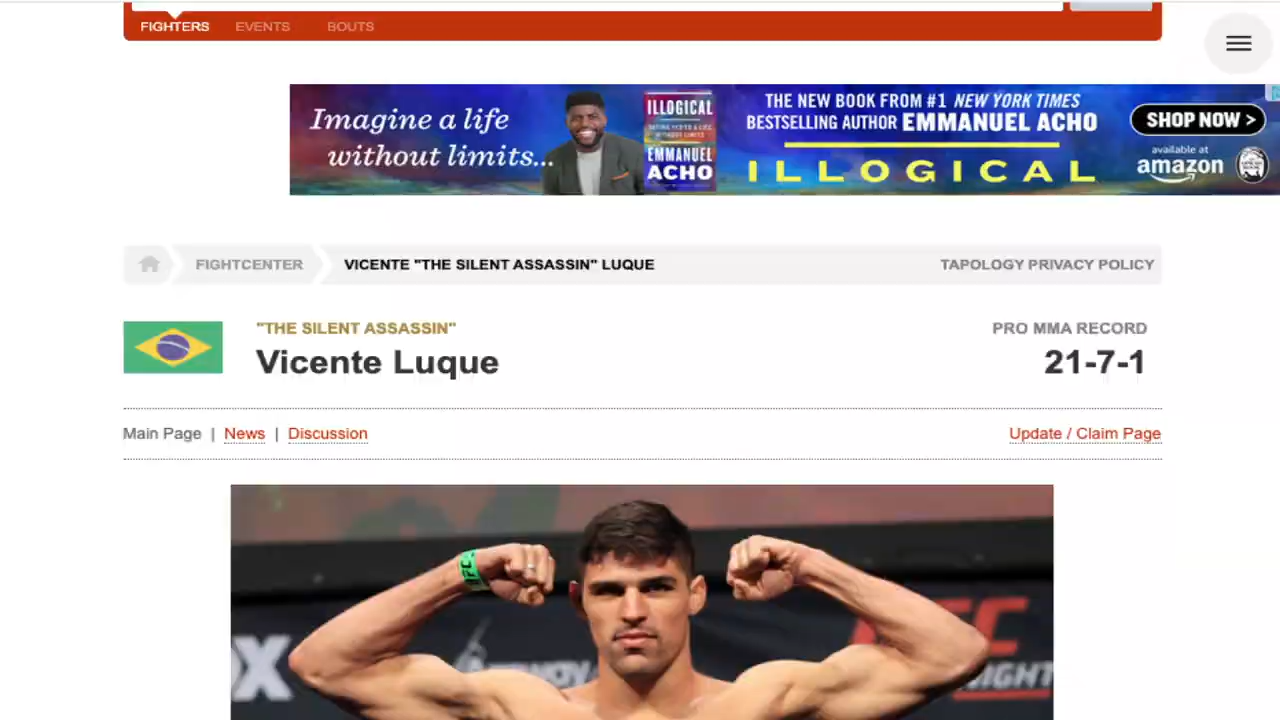 FIGHTERS EVENTS BOUTS
Imagine a life
without limits...
ILLOGICAL
EMMANUEL
ACHO
THE NEW BOOK FROM #1 NEW YORK TIMES
BESTSELLING AUTHOR EMMANUEL ACHO
ILLOGICAL
SHOP NOW >
available at
amazon
FIGHTCENTER VICENTE "THE SILENT ASSASSIN" LUQUE TAPOLOGY PRIVACY POLICY
"THE SILENT ASSASSIN" PRO MMA RECORD
Vicente Luque 21-7-1
Main Page | News | Discussion Update / Claim Page